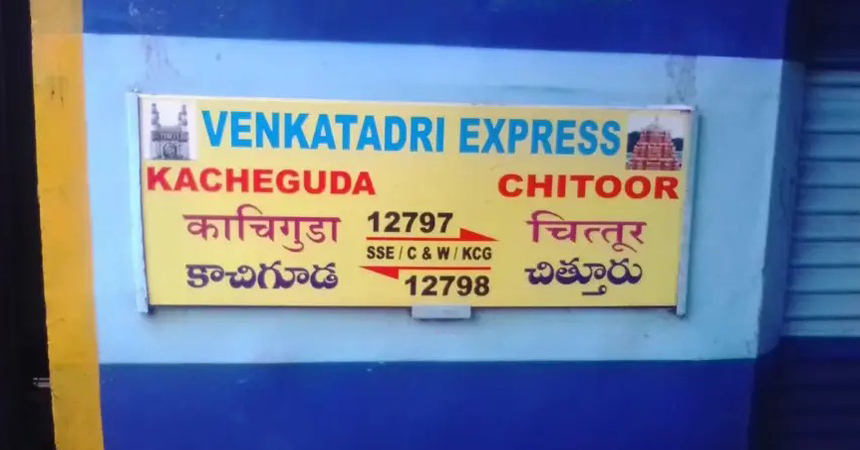 VENKATADRI EXPRESS
KACHEGUDA CHITOOR
काचिगुडा 12797 चित्तूर
SSE / C & W / KCG
కాచిగూడ 12798 చిత్తూరు